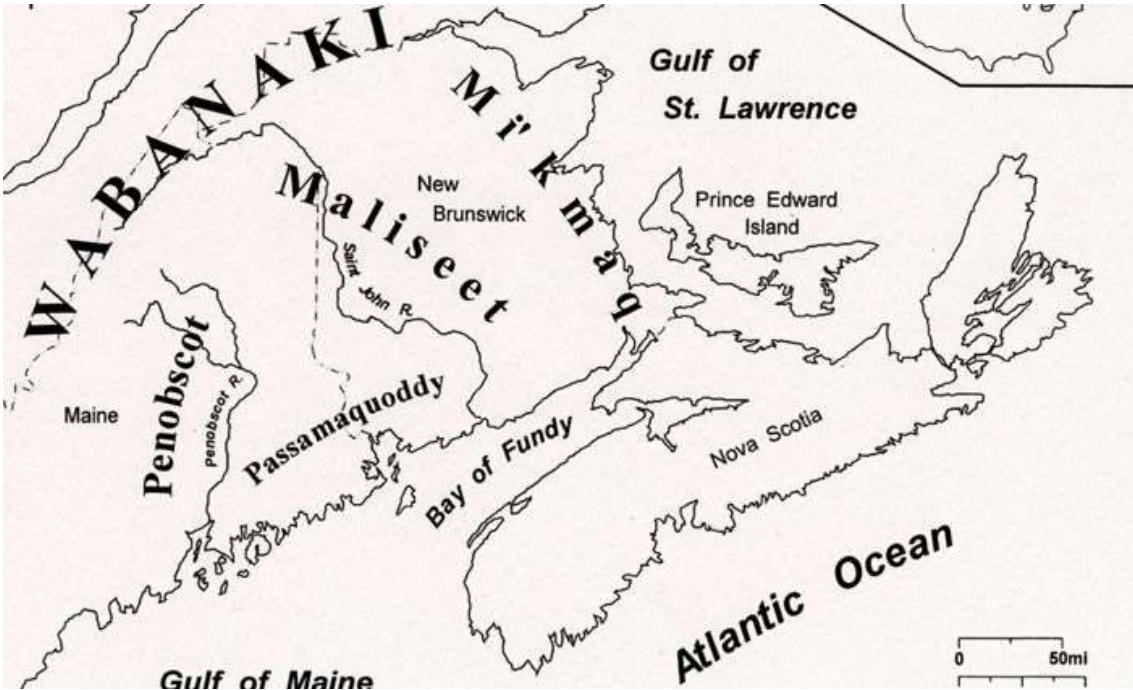 WABANAKI
Mi'kmaq
Gulf of
St. Lawrence
Maliseet
New
Brunswick
Prince Edward
Island
Saint John R.
Penobscot
Penobscot R.
Maine
Passamaquoddy
Bay of Fundy
Nova Scotia
Atlantic Ocean
Gulf of Maine
0 50mi